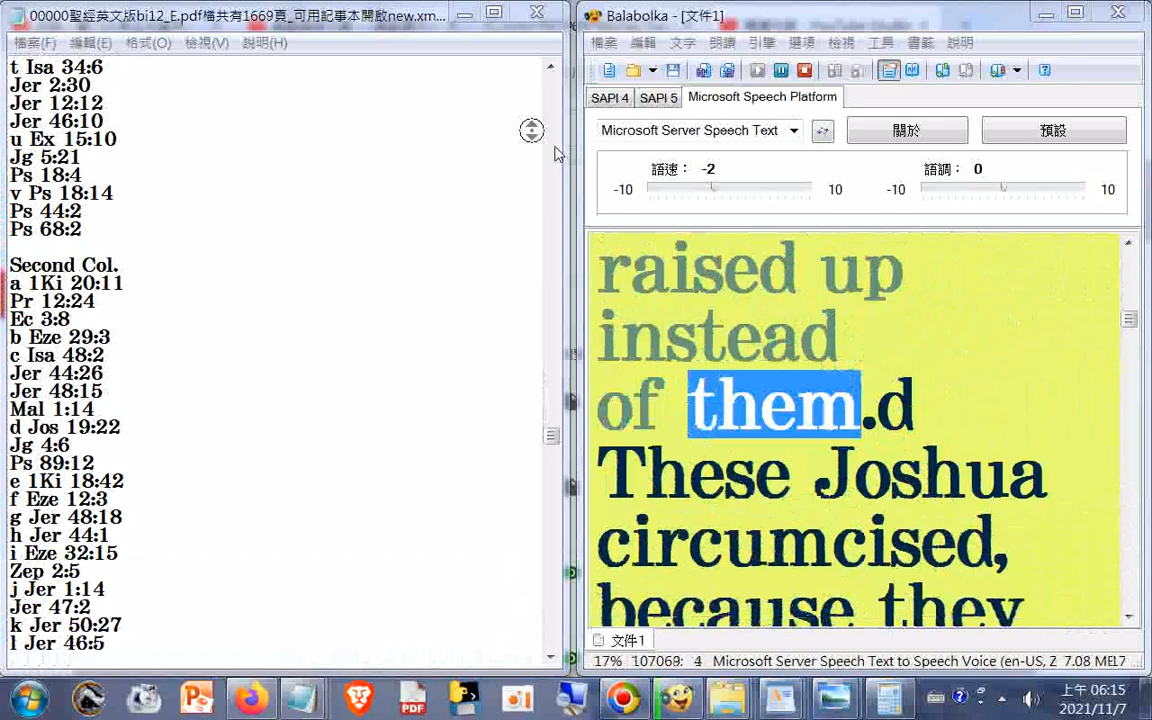 00000聖經英文版bi12_E.pdf檔共有1669頁_可用記事本開啟new.xm...
檔案(F) 編輯(E) 格式(O) 檢視(V) 說明(H)
t Isa 34:6
Jer 2:30
Jer 12:12
Jer 46:10
u Ex 15:10
Jg 5:21
Ps 18:4
v Ps 18:14
Ps 44:2
Ps 68:2
Second Col.
a 1Ki 20:11
Pr 12:24
Ec 3:8
b Eze 29:3
c Isa 48:2
Jer 44:26
Jer 48:15
Mal 1:14
d Jos 19:22
Jg 4:6
Ps 89:12
e 1Ki 18:42
f Eze 12:3
g Jer 48:18
h Jer 44:1
i Eze 32:15
Zep 2:5
j Jer 1:14
Jer 47:2
k Jer 50:27
l Jer 46:5
Balabolka - [文件1]
檔案 編輯 文字 朗讀 引擎 選項 檢視 工具 書籤 說明
SAPI 4 SAPI 5 Microsoft Speech Platform
Microsoft Server Speech Text 關於 預設
語速： -2 語調： 0
-10 10 -10 10
raised up
instead
of them.d
These Joshua
circumcised,
because they
文件1
17% 107069: 4 Microsoft Server Speech Text to Speech Voice (en-US, Z 7.08 ME17
PDF
上午 06:15
2021/11/7